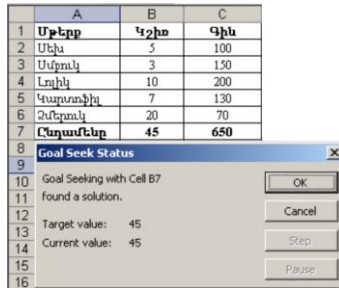 A B C
1 Մթերք Կշիռ Գին
2 Սեխ 5 100
3 Սմբուկ 3 150
4 Լոլիկ 10 200
5 Կարտոֆիլ 7 130
6 Ձմերուկ 20 70
7 Ընդամենը 45 650
8
9
10
11
12
13
14
15
16
Goal Seek Status
Goal Seeking with Cell B7
found a solution.
Target value: 45
Current value: 45
OK
Cancel
Step
Pause